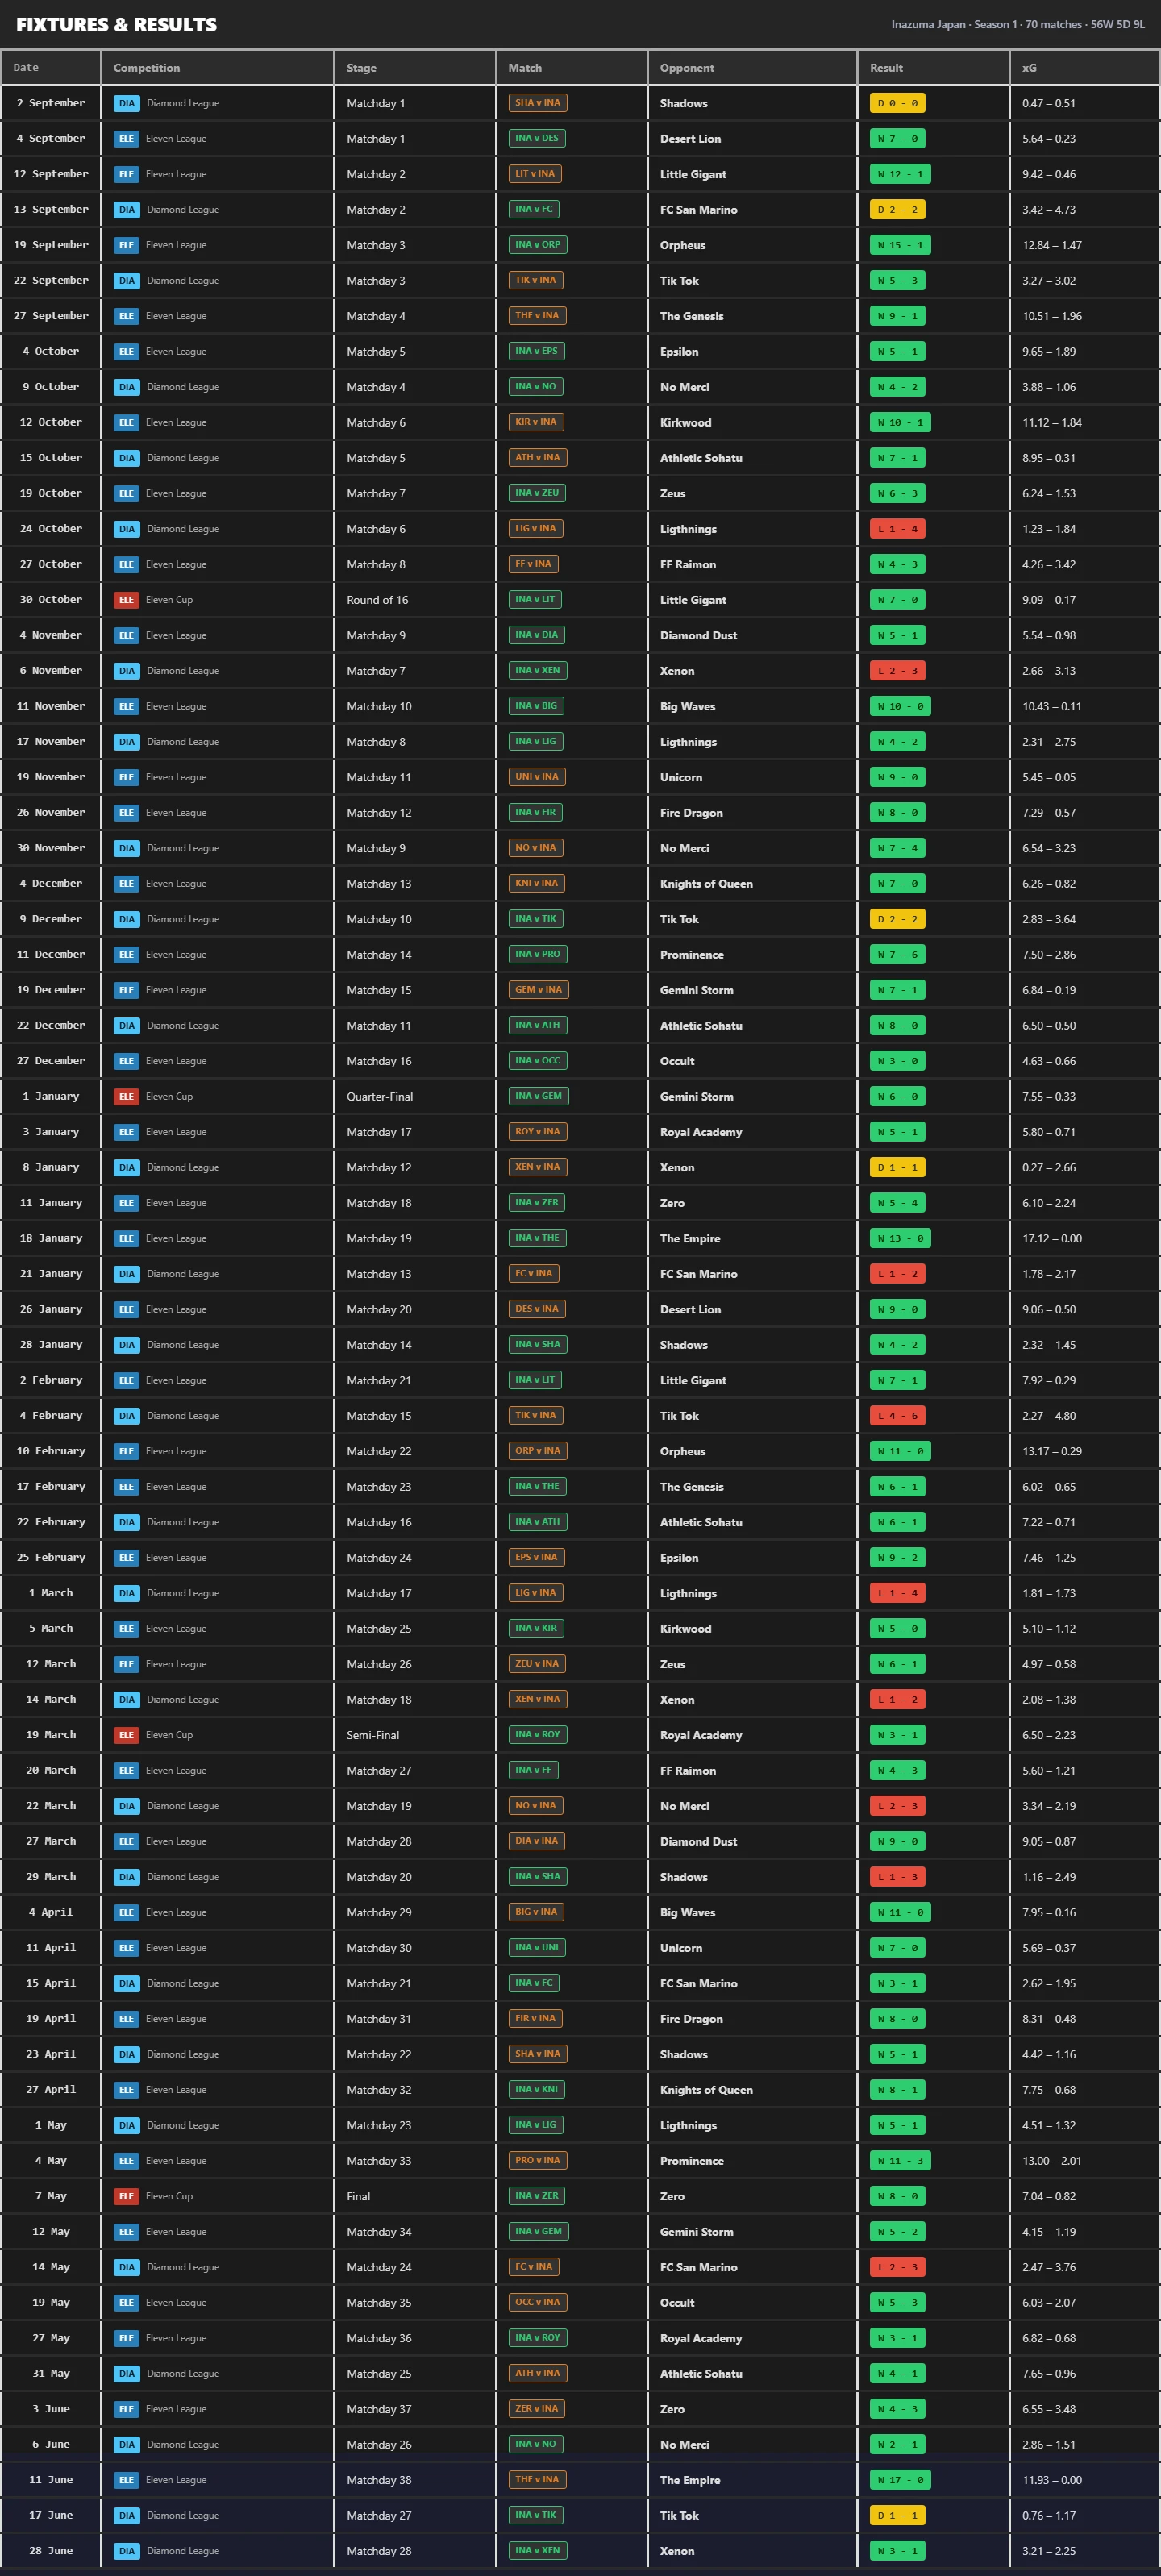 FIXTURES & RESULTS Inazuma Japan · Season 1 · 70 matches · 56W 5D 9L
Date Competition Stage Match Opponent Result xG
2 September DIA Diamond League Matchday 1 SHA v INA Shadows D 0 - 0 0.47 – 0.51
4 September ELE Eleven League Matchday 1 INA v DES Desert Lion W 7 - 0 5.64 – 0.23
12 September ELE Eleven League Matchday 2 LIT v INA Little Gigant W 12 - 1 9.42 – 0.46
13 September DIA Diamond League Matchday 2 INA v FC FC San Marino D 2 - 2 3.42 – 4.73
19 September ELE Eleven League Matchday 3 INA v ORP Orpheus W 15 - 1 12.84 – 1.47
22 September DIA Diamond League Matchday 3 TIK v INA Tik Tok W 5 - 3 3.27 – 3.02
27 September ELE Eleven League Matchday 4 THE v INA The Genesis W 9 - 1 10.51 – 1.96
4 October ELE Eleven League Matchday 5 INA v EPS Epsilon W 5 - 1 9.65 – 1.89
9 October DIA Diamond League Matchday 4 INA v NO No Merci W 4 - 2 3.88 – 1.06
12 October ELE Eleven League Matchday 6 KIR v INA Kirkwood W 10 - 1 11.12 – 1.84
15 October DIA Diamond League Matchday 5 ATH v INA Athletic Sohatu W 7 - 1 8.95 – 0.31
19 October ELE Eleven League Matchday 7 INA v ZEU Zeus W 6 - 3 6.24 – 1.53
24 October DIA Diamond League Matchday 6 LIG v INA Ligthnings L 1 - 4 1.23 – 1.84
27 October ELE Eleven League Matchday 8 FF v INA FF Raimon W 4 - 3 4.26 – 3.42
30 October ELE Eleven Cup Round of 16 INA v LIT Little Gigant W 7 - 0 9.09 – 0.17
4 November ELE Eleven League Matchday 9 INA v DIA Diamond Dust W 5 - 1 5.54 – 0.98
6 November DIA Diamond League Matchday 7 INA v XEN Xenon L 2 - 3 2.66 – 3.13
11 November ELE Eleven League Matchday 10 INA v BIG Big Waves W 10 - 0 10.43 – 0.11
17 November DIA Diamond League Matchday 8 INA v LIG Ligthnings W 4 - 2 2.31 – 2.75
19 November ELE Eleven League Matchday 11 UNI v INA Unicorn W 9 - 0 5.45 – 0.05
26 November ELE Eleven League Matchday 12 INA v FIR Fire Dragon W 8 - 0 7.29 – 0.57
30 November DIA Diamond League Matchday 9 NO v INA No Merci W 7 - 4 6.54 – 3.23
4 December ELE Eleven League Matchday 13 KNI v INA Knights of Queen W 7 - 0 6.26 – 0.82
9 December DIA Diamond League Matchday 10 INA v TIK Tik Tok D 2 - 2 2.83 – 3.64
11 December ELE Eleven League Matchday 14 INA v PRO Prominence W 7 - 6 7.50 – 2.86
19 December ELE Eleven League Matchday 15 GEM v INA Gemini Storm W 7 - 1 6.84 – 0.19
22 December DIA Diamond League Matchday 11 INA v ATH Athletic Sohatu W 8 - 0 6.50 – 0.50
27 December ELE Eleven League Matchday 16 INA v OCC Occult W 3 - 0 4.63 – 0.66
1 January ELE Eleven Cup Quarter-Final INA v GEM Gemini Storm W 6 - 0 7.55 – 0.33
3 January ELE Eleven League Matchday 17 ROY v INA Royal Academy W 5 - 1 5.80 – 0.71
8 January DIA Diamond League Matchday 12 XEN v INA Xenon D 1 - 1 0.27 – 2.66
11 January ELE Eleven League Matchday 18 INA v ZER Zero W 5 - 4 6.10 – 2.24
18 January ELE Eleven League Matchday 19 INA v THE The Empire W 13 - 0 17.12 – 0.00
21 January DIA Diamond League Matchday 13 FC v INA FC San Marino L 1 - 2 1.78 – 2.17
26 January ELE Eleven League Matchday 20 DES v INA Desert Lion W 9 - 0 9.06 – 0.50
28 January DIA Diamond League Matchday 14 INA v SHA Shadows W 4 - 2 2.32 – 1.45
2 February ELE Eleven League Matchday 21 INA v LIT Little Gigant W 7 - 1 7.92 – 0.29
4 February DIA Diamond League Matchday 15 TIK v INA Tik Tok L 4 - 6 2.27 – 4.80
10 February ELE Eleven League Matchday 22 ORP v INA Orpheus W 11 - 0 13.17 – 0.29
17 February ELE Eleven League Matchday 23 INA v THE The Genesis W 6 - 1 6.02 – 0.65
22 February DIA Diamond League Matchday 16 INA v ATH Athletic Sohatu W 6 - 1 7.22 – 0.71
25 February ELE Eleven League Matchday 24 EPS v INA Epsilon W 9 - 2 7.46 – 1.25
1 March DIA Diamond League Matchday 17 LIG v INA Ligthnings L 1 - 4 1.81 – 1.73
5 March ELE Eleven League Matchday 25 INA v KIR Kirkwood W 5 - 0 5.10 – 1.12
12 March ELE Eleven League Matchday 26 ZEU v INA Zeus W 6 - 1 4.97 – 0.58
14 March DIA Diamond League Matchday 18 XEN v INA Xenon L 1 - 2 2.08 – 1.38
19 March ELE Eleven Cup Semi-Final INA v ROY Royal Academy W 3 - 1 6.50 – 2.23
20 March ELE Eleven League Matchday 27 INA v FF FF Raimon W 4 - 3 5.60 – 1.21
22 March DIA Diamond League Matchday 19 NO v INA No Merci L 2 - 3 3.34 – 2.19
27 March ELE Eleven League Matchday 28 DIA v INA Diamond Dust W 9 - 0 9.05 – 0.87
29 March DIA Diamond League Matchday 20 INA v SHA Shadows L 1 - 3 1.16 – 2.49
4 April ELE Eleven League Matchday 29 BIG v INA Big Waves W 11 - 0 7.95 – 0.16
11 April ELE Eleven League Matchday 30 INA v UNI Unicorn W 7 - 0 5.69 – 0.37
15 April DIA Diamond League Matchday 21 INA v FC FC San Marino W 3 - 1 2.62 – 1.95
19 April ELE Eleven League Matchday 31 FIR v INA Fire Dragon W 8 - 0 8.31 – 0.48
23 April DIA Diamond League Matchday 22 SHA v INA Shadows W 5 - 1 4.42 – 1.16
27 April ELE Eleven League Matchday 32 INA v KNI Knights of Queen W 8 - 1 7.75 – 0.68
1 May DIA Diamond League Matchday 23 INA v LIG Ligthnings W 5 - 1 4.51 – 1.32
4 May ELE Eleven League Matchday 33 PRO v INA Prominence W 11 - 3 13.00 – 2.01
7 May ELE Eleven Cup Final INA v ZER Zero W 8 - 0 7.04 – 0.82
12 May ELE Eleven League Matchday 34 INA v GEM Gemini Storm W 5 - 2 4.15 – 1.19
14 May DIA Diamond League Matchday 24 FC v INA FC San Marino L 2 - 3 2.47 – 3.76
19 May ELE Eleven League Matchday 35 OCC v INA Occult W 5 - 3 6.03 – 2.07
27 May ELE Eleven League Matchday 36 INA v ROY Royal Academy W 3 - 1 6.82 – 0.68
31 May DIA Diamond League Matchday 25 ATH v INA Athletic Sohatu W 4 - 1 7.65 – 0.96
3 June ELE Eleven League Matchday 37 ZER v INA Zero W 4 - 3 6.55 – 3.48
6 June DIA Diamond League Matchday 26 INA v NO No Merci W 2 - 1 2.86 – 1.51
11 June ELE Eleven League Matchday 38 THE v INA The Empire W 17 - 0 11.93 – 0.00
17 June DIA Diamond League Matchday 27 INA v TIK Tik Tok D 1 - 1 0.76 – 1.17
28 June DIA Diamond League Matchday 28 INA v XEN Xenon W 3 - 1 3.21 – 2.25